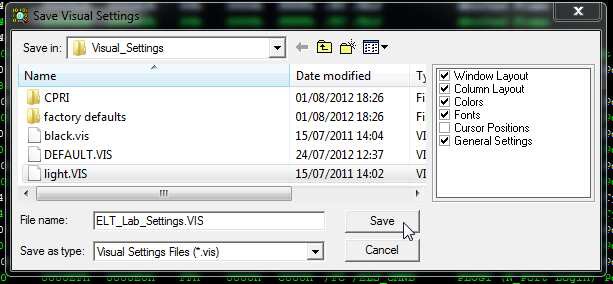 Save Visual Settings
Save in: Visual_Settings
Name Date modified Ty
CPRI 01/08/2012 18:26 Fi
factory defaults 01/08/2012 18:26 Fi
black.vis 15/07/2011 14:04 VI
DEFAULT.VIS 24/07/2012 12:37 VI
light.VIS 15/07/2011 14:02 VI
Window Layout
Column Layout
Colors
Fonts
Cursor Positions
General Settings
File name: ELT_Lab_Settings.VIS Save
Save as type: Visual Settings Files (*.vis) Cancel